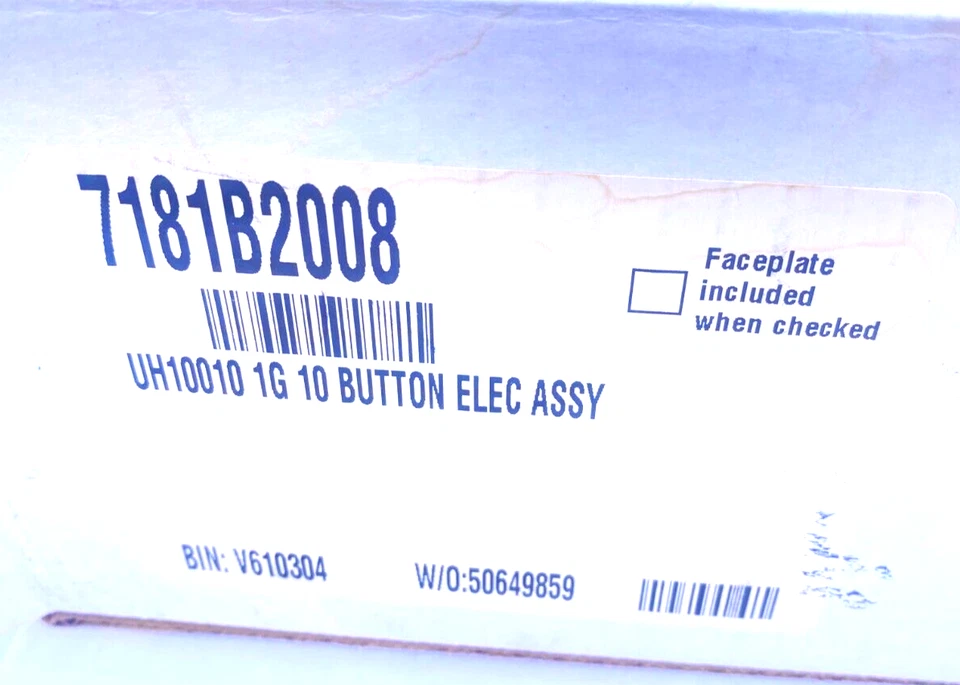 7181B2008
Faceplate
included
when checked
UH10010 1G 10 BUTTON ELEC ASSY
BIN: V610304
W/O:50649859